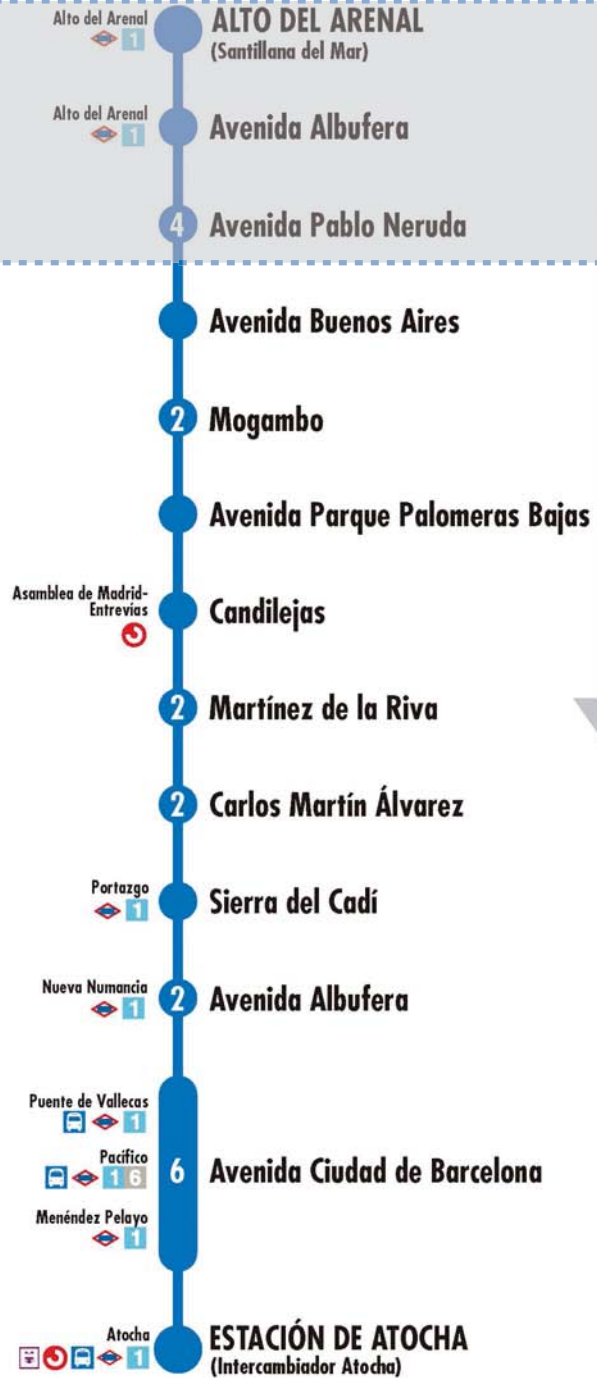 Alto del Arenal
1
ALTO DEL ARENAL
(Santillana del Mar)
Alto del Arenal
1
Avenida Albufera
4
Avenida Pablo Neruda
Avenida Buenos Aires
2
Mogambo
Avenida Parque Palomeras Bajas
Asamblea de Madrid-
Entrevías
Candilejas
2
Martínez de la Riva
2
Carlos Martín Álvarez
Portazgo
1
Sierra del Cadí
Nueva Numancia
1
2
Avenida Albufera
Puente de Vallecas
1
Pacífico
1 6
Menéndez Pelayo
1
6
Avenida Ciudad de Barcelona
Atocha
1
ESTACIÓN DE ATOCHA
(Intercambiador Atocha)